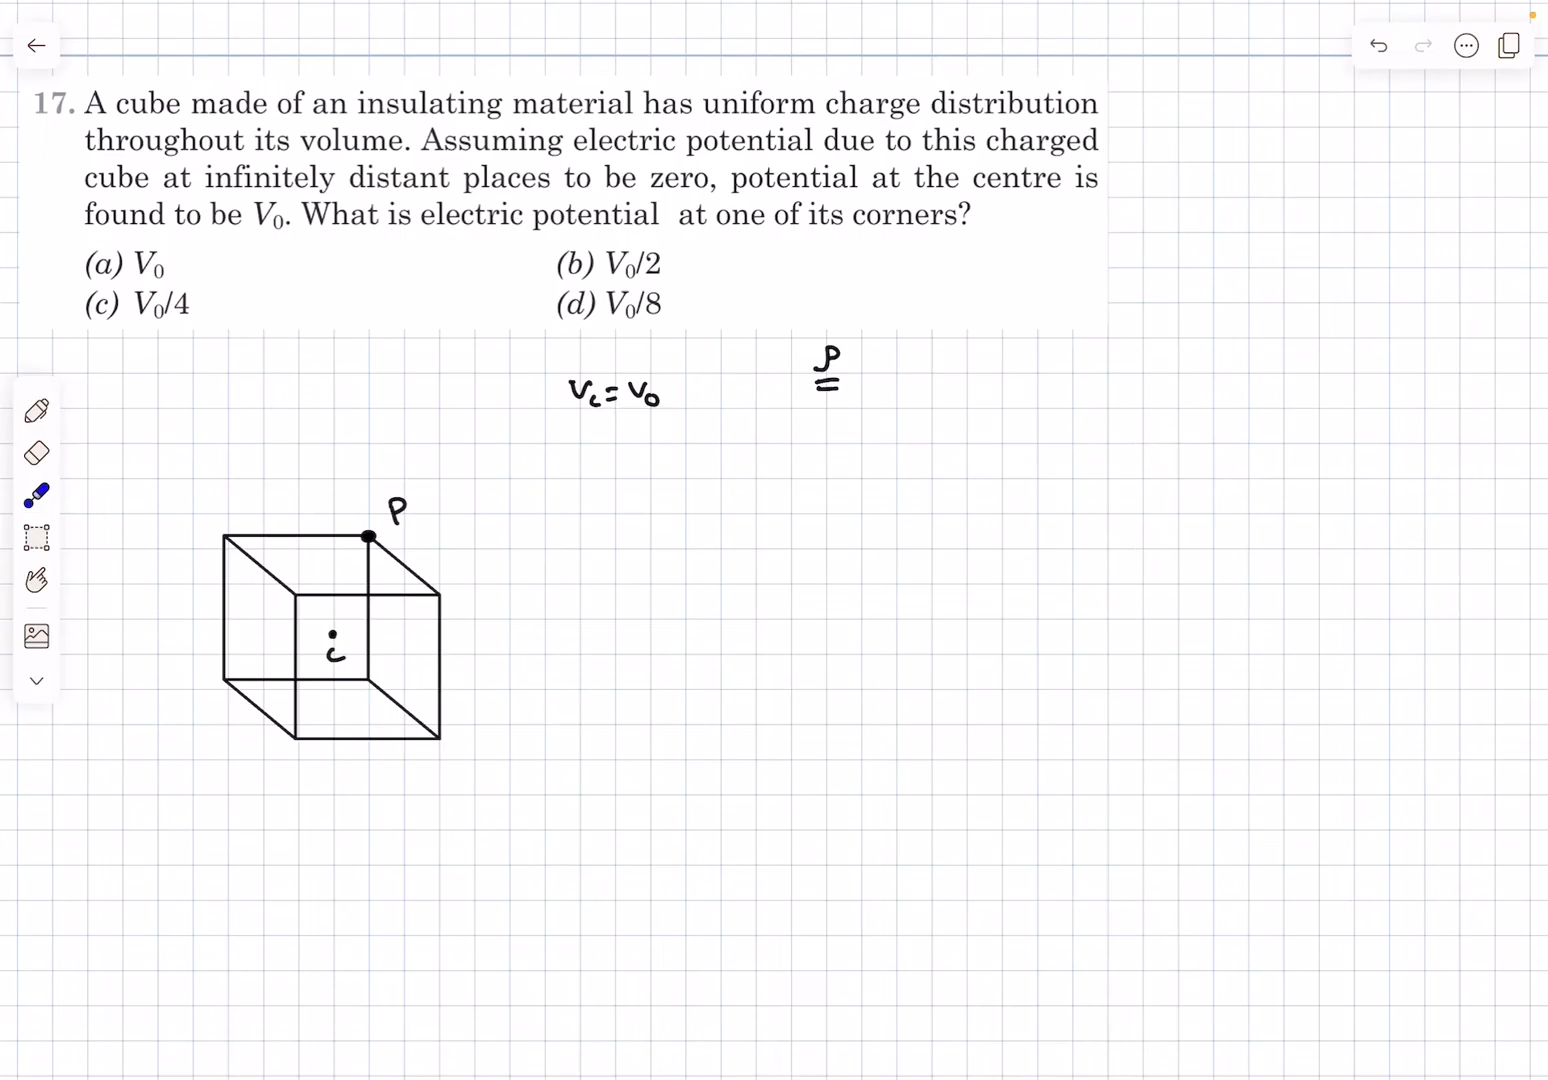 17. A cube made of an insulating material has uniform charge distribution
throughout its volume. Assuming electric potential due to this charged
cube at infinitely distant places to be zero, potential at the centre is
found to be V₀. What is electric potential at one of its corners?
(a) V₀ (b) V₀/2
(c) V₀/4 (d) V₀/8
ρ
V_c = V₀
P
c